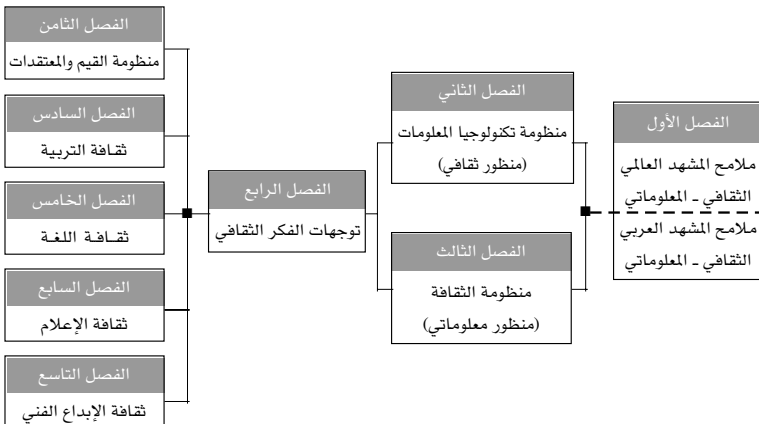 الفصل الأول
ملامح المشهد العالمي
الثقافي ـ المعلوماتي
ملامح المشهد العربي
الثقافي ـ المعلوماتي
الفصل الثاني
منظومة تكنولوجيا المعلومات
(منظور ثقافي)
الفصل الثالث
منظومة الثقافة
(منظور معلوماتي)
الفصل الرابع
توجهات الفكر الثقافي
الفصل الثامن
منظومة القيم والمعتقدات
الفصل السادس
ثقافة التربية
الفصل الخامس
ثقـافـة اللغـة
الفصل السابع
ثقافة الإعلام
الفصل التاسع
ثقافة الإبداع الفني